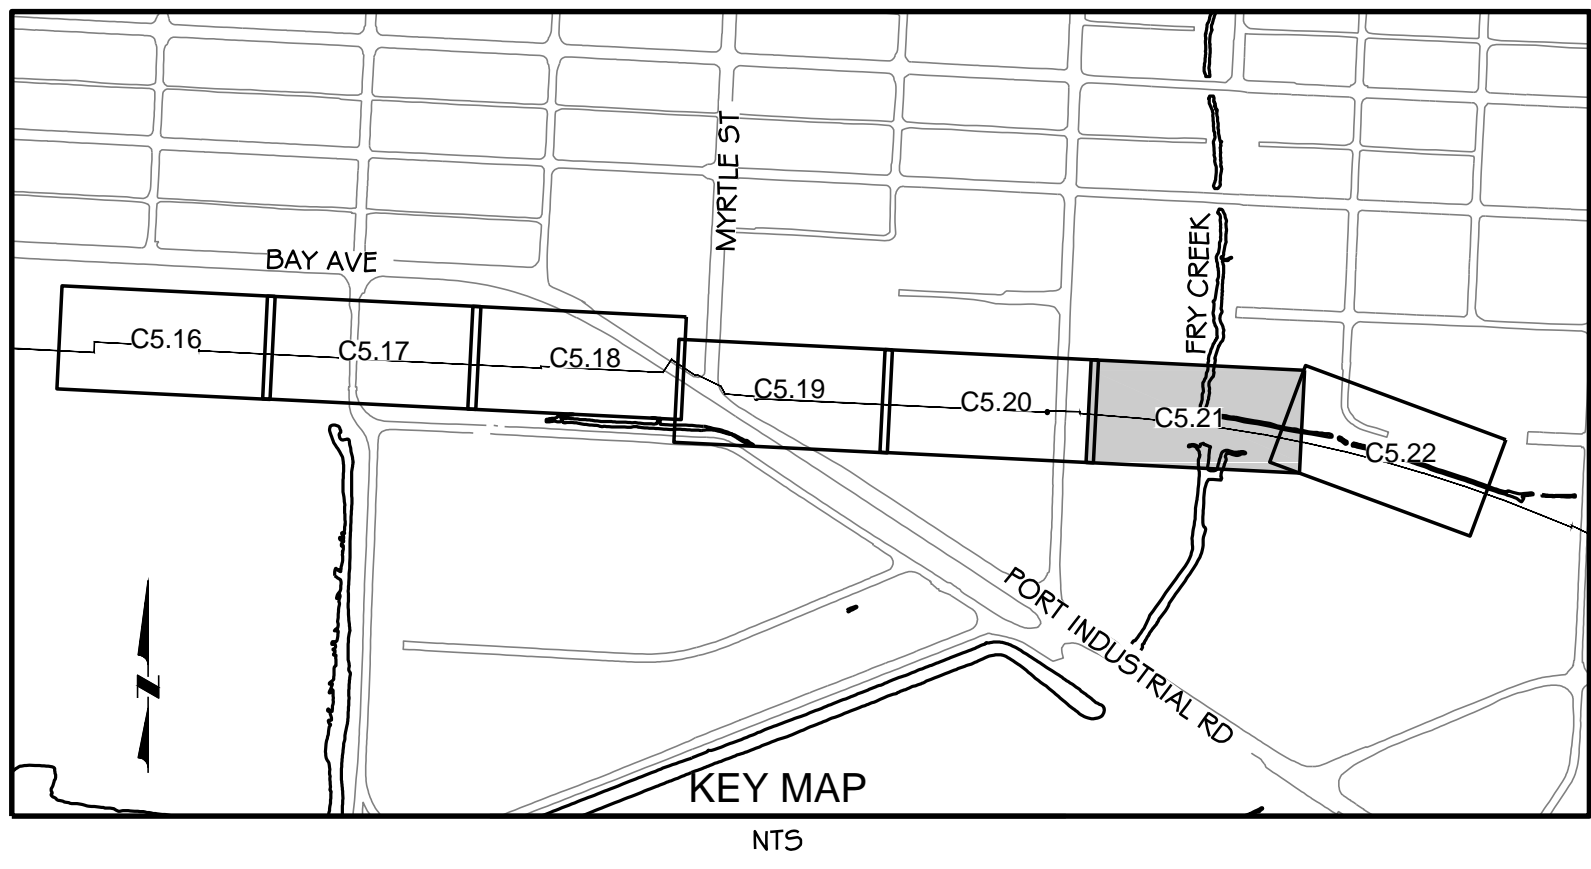 MYRTLE ST
BAY AVE
FRY CREEK
C5.16
C5.17
C5.18
C5.19
C5.20
C5.21
C5.22
PORT INDUSTRIAL RD
N
KEY MAP
NTS